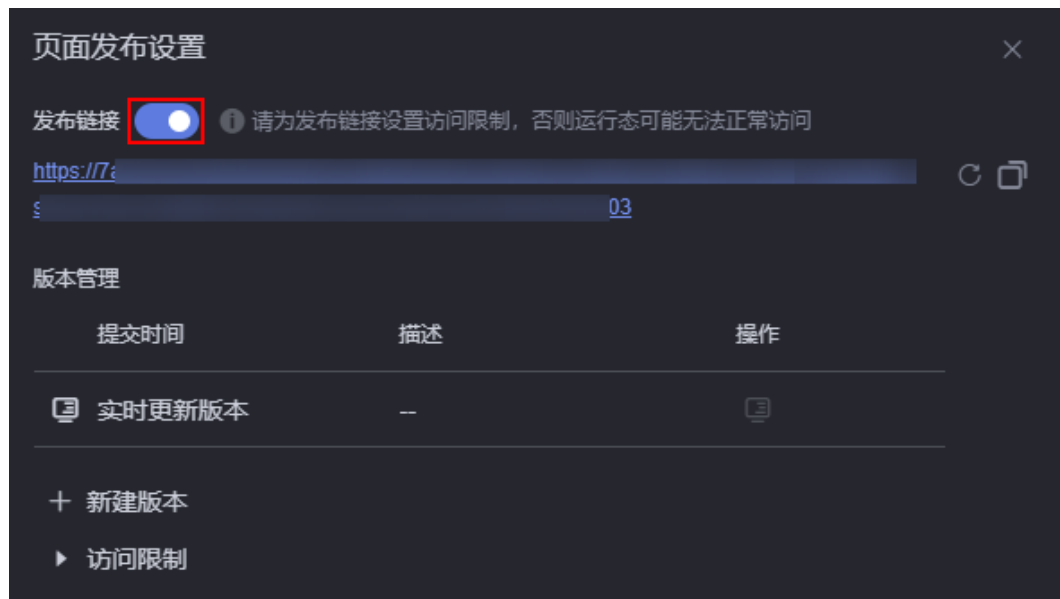 页面发布设置
发布链接 请为发布链接设置访问限制，否则运行态可能无法正常访问
https://7
03
版本管理
提交时间 描述 操作
实时更新版本 --
新建版本
访问限制